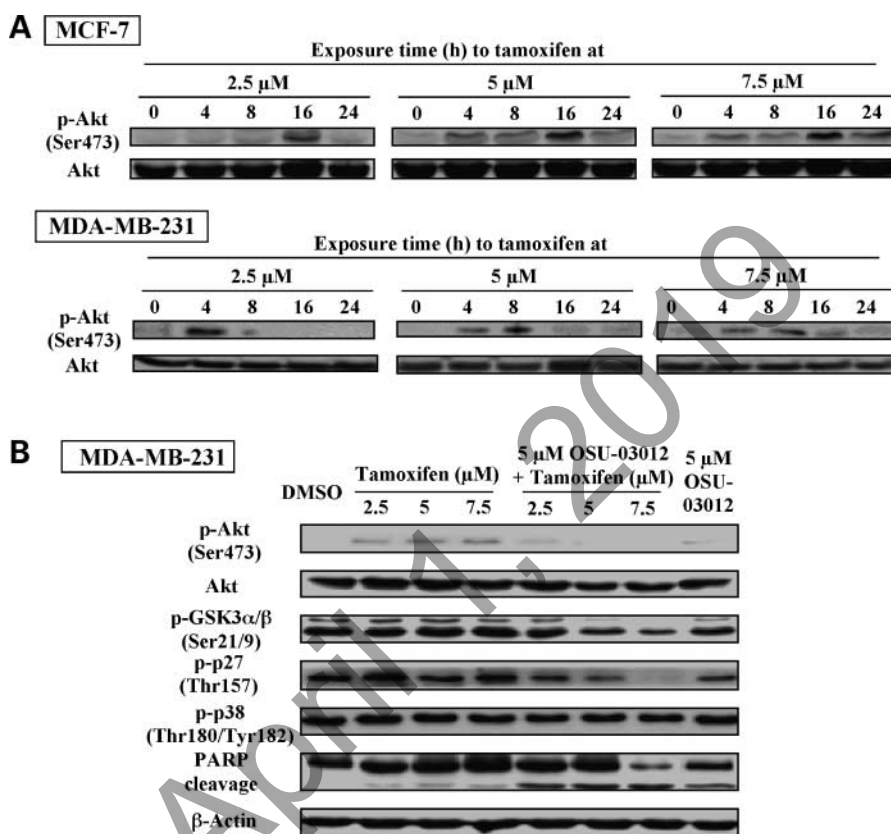 A MCF-7
Exposure time (h) to tamoxifen at
2.5 μM 5 μM 7.5 μM
0 4 8 16 24 0 4 8 16 24 0 4 8 16 24
p-Akt
(Ser473)
Akt
MDA-MB-231
Exposure time (h) to tamoxifen at
2.5 μM 5 μM 7.5 μM
0 4 8 16 24 0 4 8 16 24 0 4 8 16 24
p-Akt
(Ser473)
Akt
B MDA-MB-231
DMSO
Tamoxifen (μM)
2.5 5 7.5
5 μM OSU-03012
+ Tamoxifen (μM)
2.5 5 7.5
5 μM
OSU-
03012
p-Akt
(Ser473)
Akt
p-GSK3α/β
(Ser21/9)
p-p27
(Thr157)
p-p38
(Thr180/Tyr182)
PARP
cleavage
β-Actin
April 1, 2019